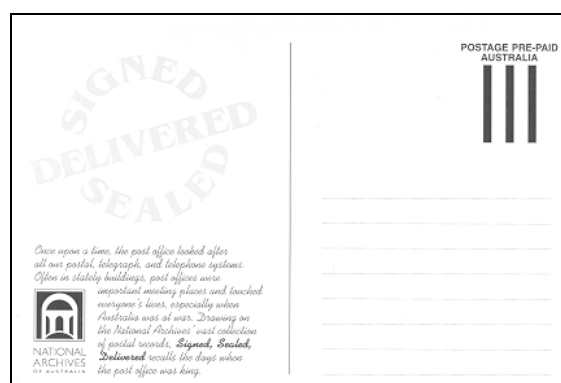 SIGNED
DELIVERED
SEALED
POSTAGE PRE-PAID
AUSTRALIA
Once upon a time, the post office looked after
all our postal, telegraph, and telephone systems.
Often in stately buildings, post offices were
important meeting places and touched
everyone's lives, especially when
Australia was at war. Drawing on
the National Archives' vast collection
of postal records, Signed, Sealed,
Delivered recalls the days when
the post office was king.
NATIONAL
ARCHIVES
OF AUSTRALIA